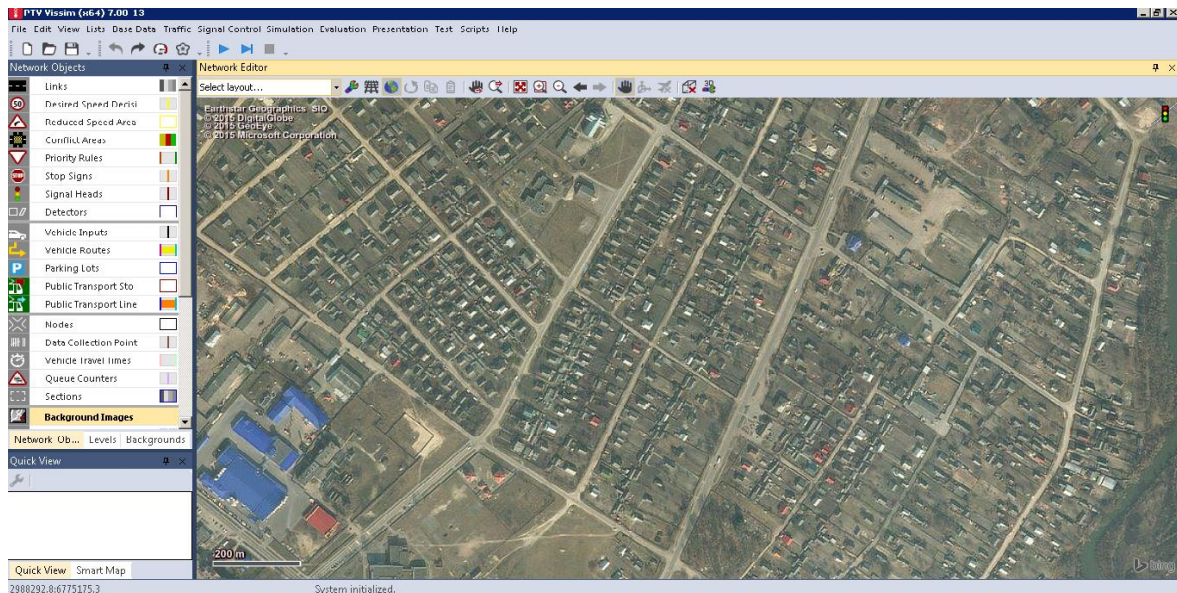 PTV Vissim (x64) 7.00-13
File Edit View Lists Base Data Traffic Signal Control Simulation Evaluation Presentation Test Scripts Help
Network Objects
Network Editor
Select layout...
Links
Desired Speed Decisi
Reduced Speed Area
Conflict Areas
Priority Rules
Stop Signs
Signal Heads
Detectors
Vehicle Inputs
Vehicle Routes
Parking Lots
Public Transport Sto
Public Transport Line
Nodes
Data Collection Point
Vehicle Travel Times
Queue Counters
Sections
Background Images
Network Ob... Levels Backgrounds
Quick View
Quick View Smart Map
Earthstar Geographics SIO
© 2015 DigitalGlobe
© 2015 GeoEye
© 2015 Microsoft Corporation
200 m
bing
2988292.8:6775175.3
System initialized.